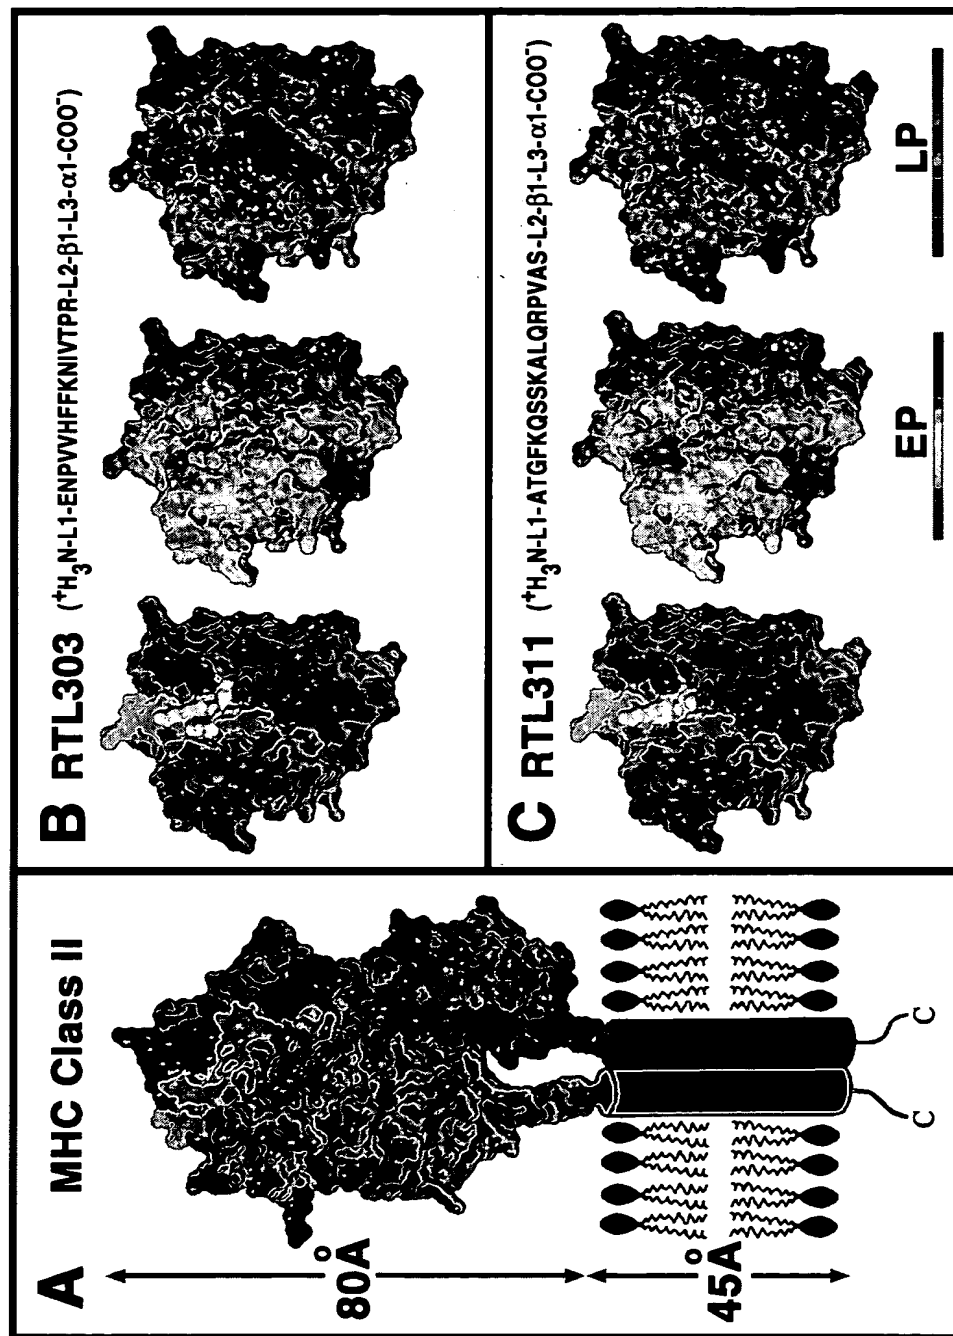 A MHC Class II
80Å
45Å
C
C
B RTL303 (⁺H₃N-L1-ENPVVHFFKNIVTPR-L2-β1-L3-α1-COO⁻)
C RTL311 (⁺H₃N-L1-ATGFKQSSKALQRPVAS-L2-β1-L3-α1-COO⁻)
EP
LP